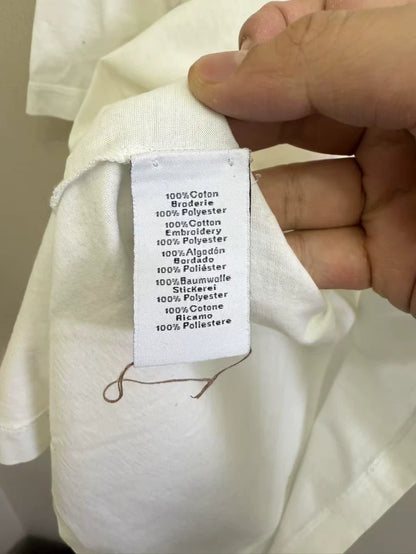 100%Coton
Broderie
100% Polyester
100%Cotton
Embroidery
100% Polyester
100%Algodón
Bordado
100% Poliéster
100%Baumwolle
Stickerei
100% Polyester
100%Cotone
Ricamo
100% Poliestere